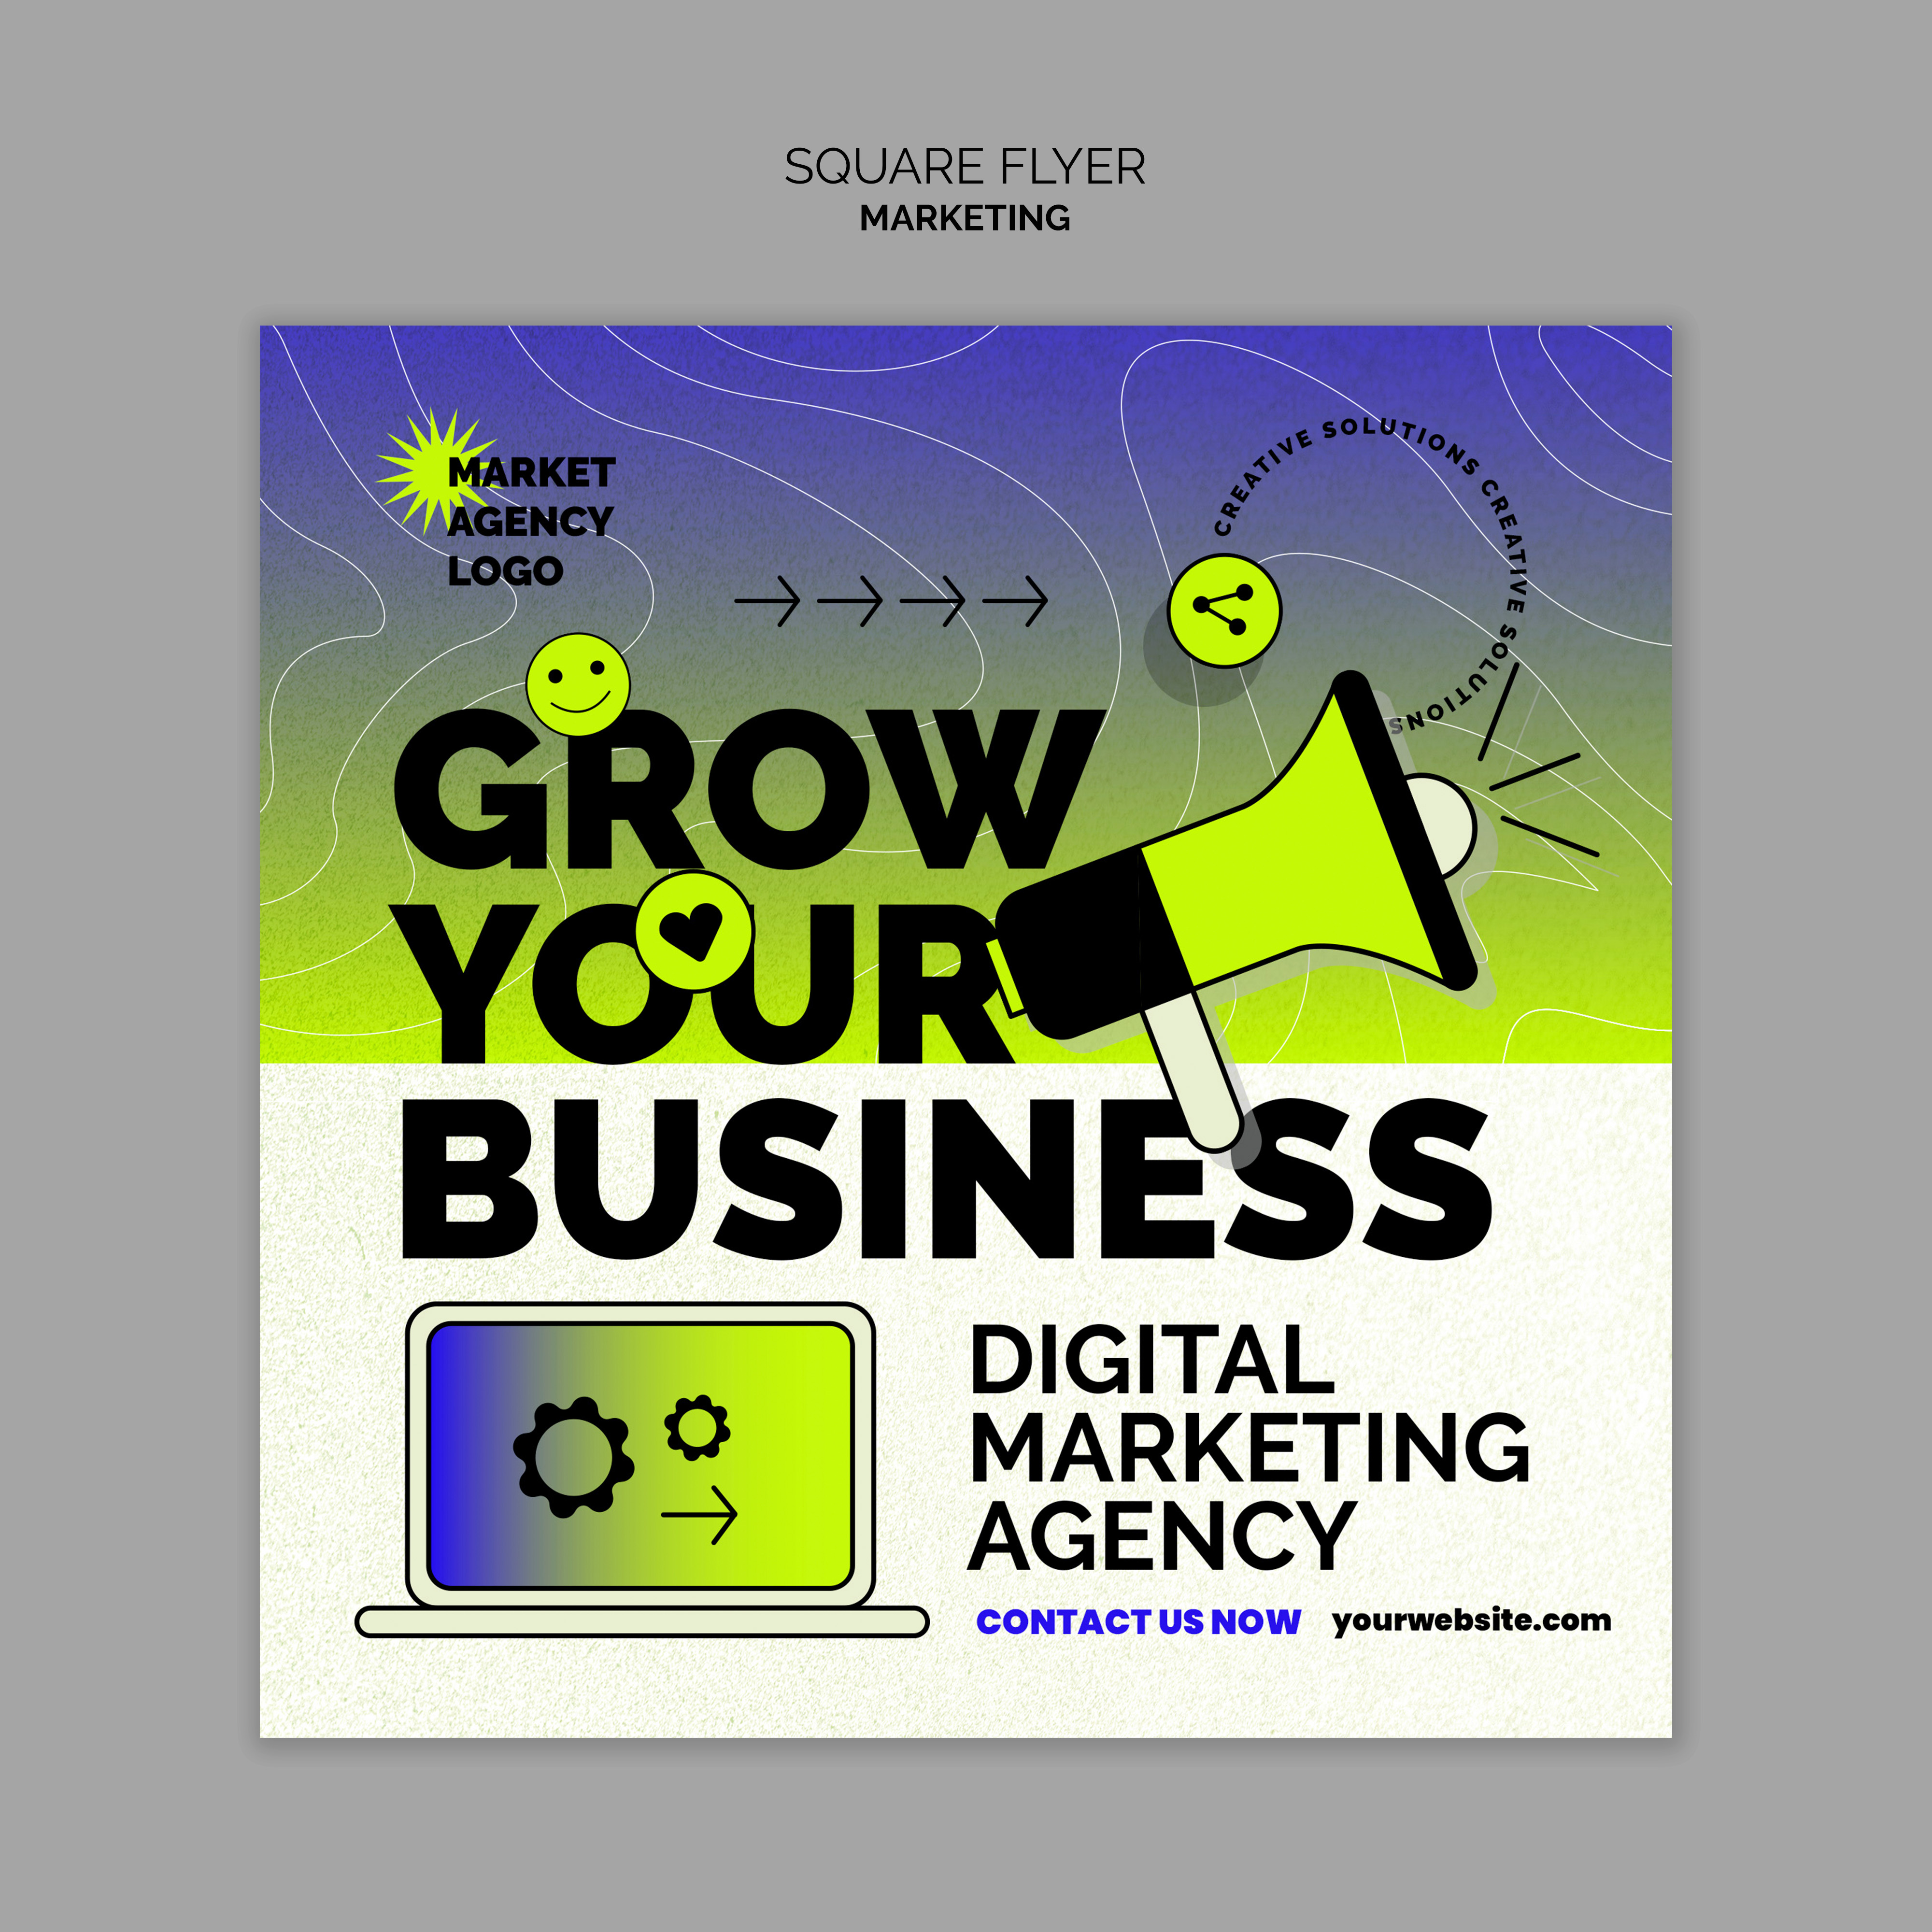 SQUARE FLYER
MARKETING
MARKET
AGENCY
LOGO
CREATIVE SOLUTIONS CREATIVE SOLUTIONS
GROW
YOUR
BUSINESS
DIGITAL
MARKETING
AGENCY
CONTACT US NOW
yourwebsite.com